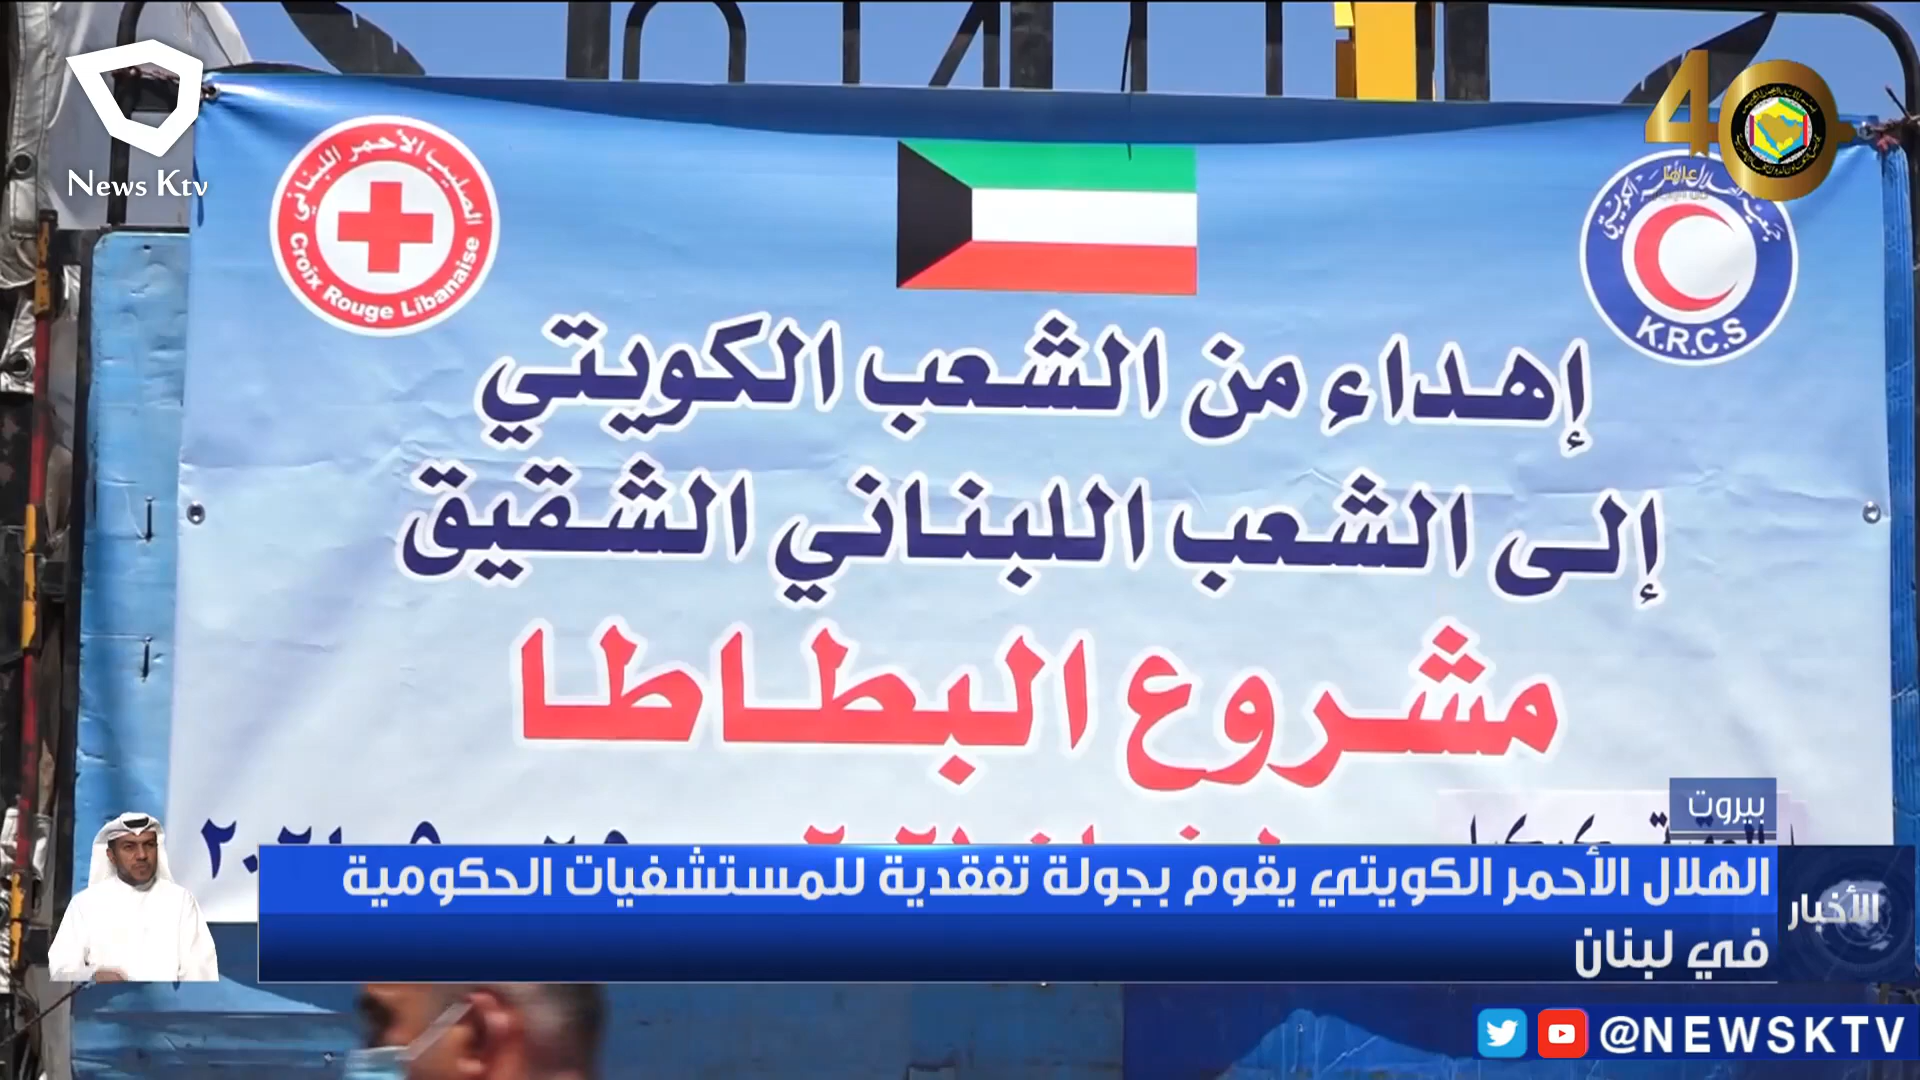 News Ktv
40
الصليب الأحمر اللبناني
Croix Rouge Libanaise
K.R.C.S
إهداء من الشعب الكويتي
إلى الشعب اللبناني الشقيق
مشروع البطاطا
بيروت
الهلال الأحمر الكويتي يقوم بجولة تفقدية للمستشفيات الحكومية
في لبنان
الأخبار
@NEWSKTV